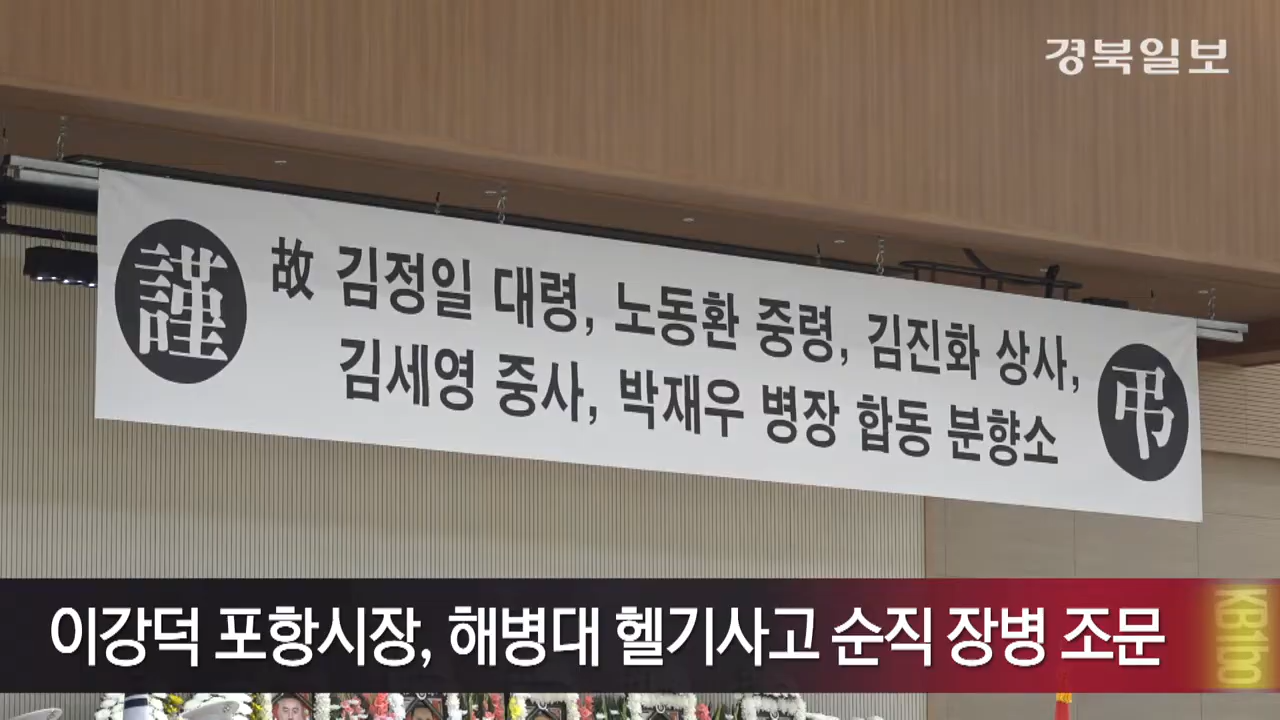 경북일보
謹
故 김정일 대령, 노동환 중령, 김진화 상사,
김세영 중사, 박재우 병장 합동 분향소
弔
이강덕 포항시장, 해병대 헬기사고 순직 장병 조문